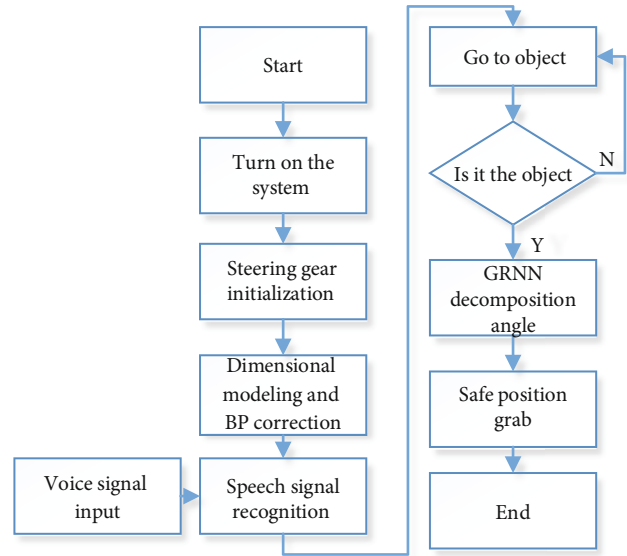 Start
Turn on the
system
Steering gear
initialization
Dimensional
modeling and
BP correction
Voice signal
input
Speech signal
recognition
Go to object
Is it the object
N
Y
GRNN
decomposition
angle
Safe position
grab
End